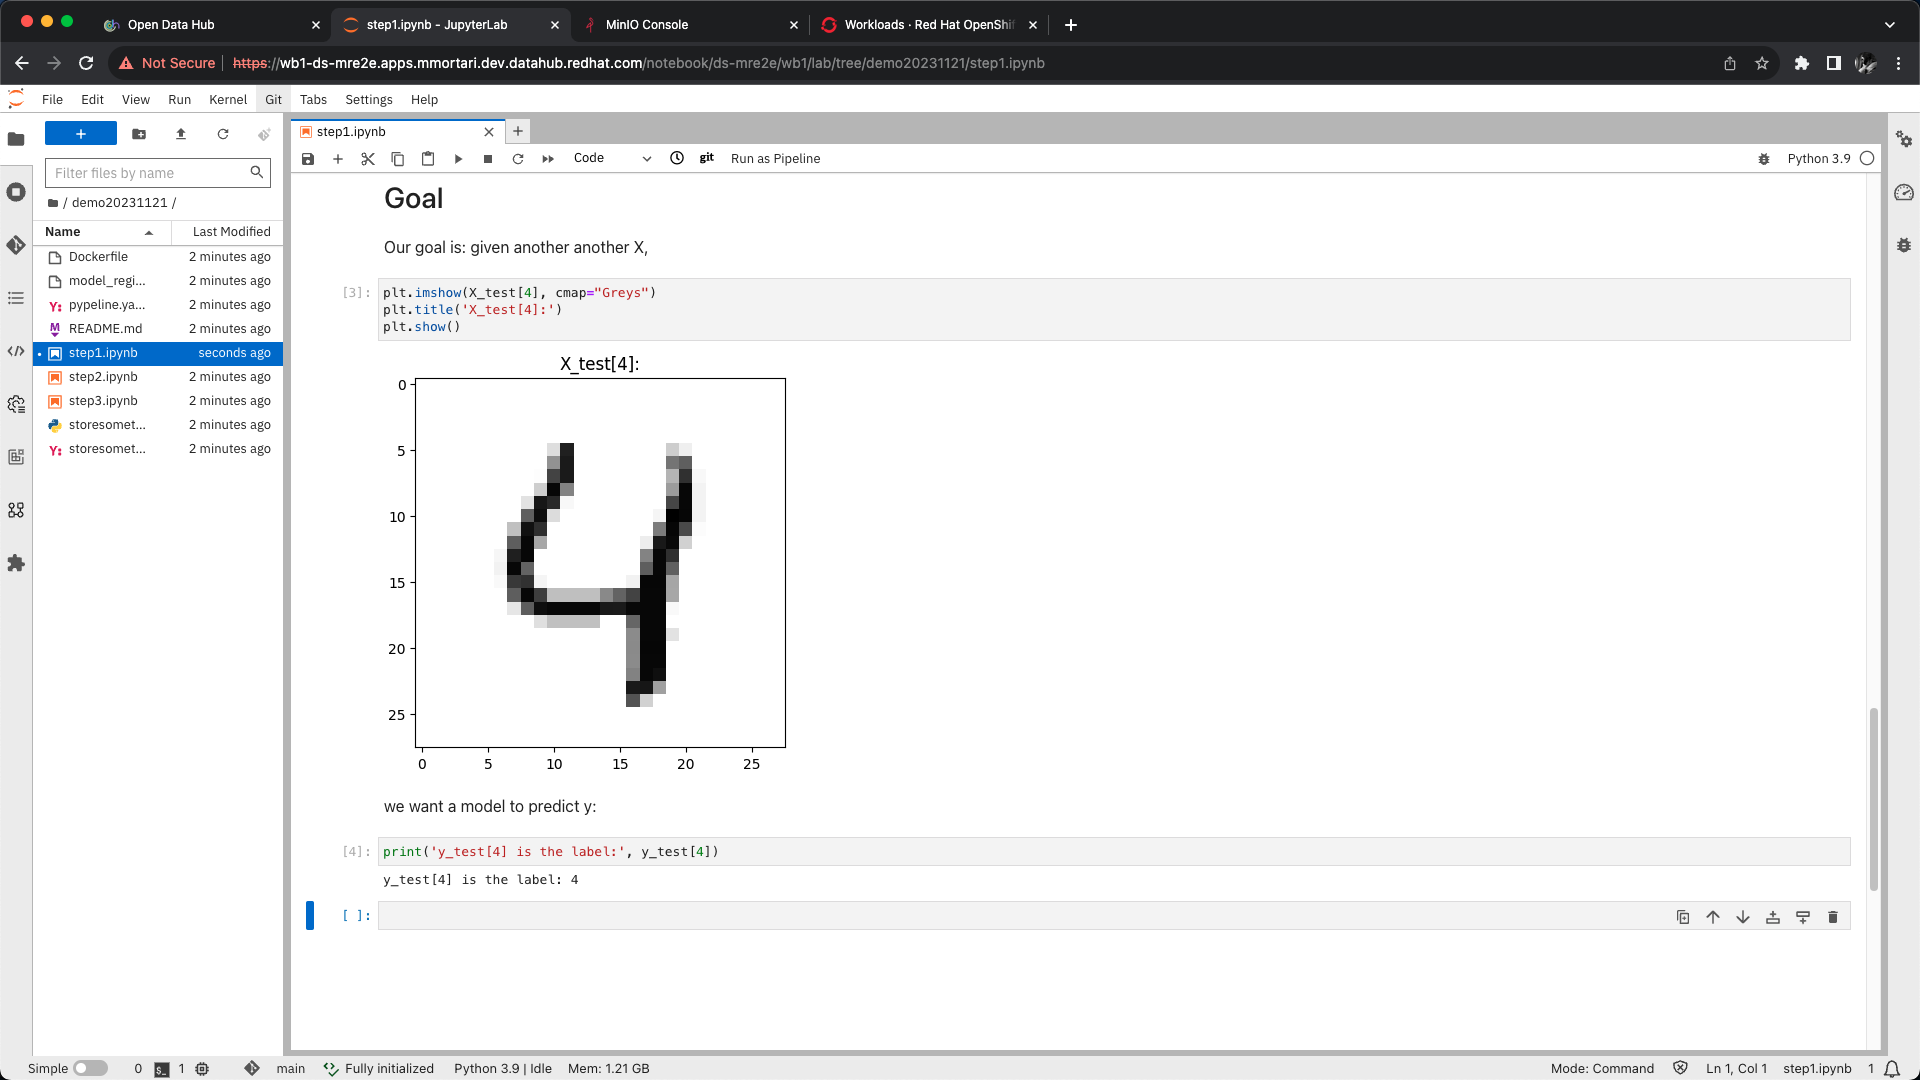 Open Data Hub
step1.ipynb - JupyterLab
MinIO Console
Workloads · Red Hat OpenShif
Not Secure https://wb1-ds-mre2e.apps.mmortari.dev.datahub.redhat.com/notebook/ds-mre2e/wb1/lab/tree/demo20231121/step1.ipynb
File Edit View Run Kernel Git Tabs Settings Help
step1.ipynb
Code
git
Run as Pipeline
Python 3.9
Filter files by name
/ demo20231121 /
Name Last Modified
Dockerfile 2 minutes ago
model_regi... 2 minutes ago
pypeline.ya... 2 minutes ago
README.md 2 minutes ago
step1.ipynb seconds ago
step2.ipynb 2 minutes ago
step3.ipynb 2 minutes ago
storesomet... 2 minutes ago
storesomet... 2 minutes ago
Goal
Our goal is: given another another X,
[3]: plt.imshow(X_test[4], cmap="Greys")
plt.title('X_test[4]:')
plt.show()
X_test[4]:
0
5
10
15
20
25
0 5 10 15 20 25
we want a model to predict y:
[4]: print('y_test[4] is the label:', y_test[4])
y_test[4] is the label: 4
[ ]:
Simple 0 1 main Fully initialized Python 3.9 | Idle Mem: 1.21 GB Mode: Command Ln 1, Col 1 step1.ipynb 1